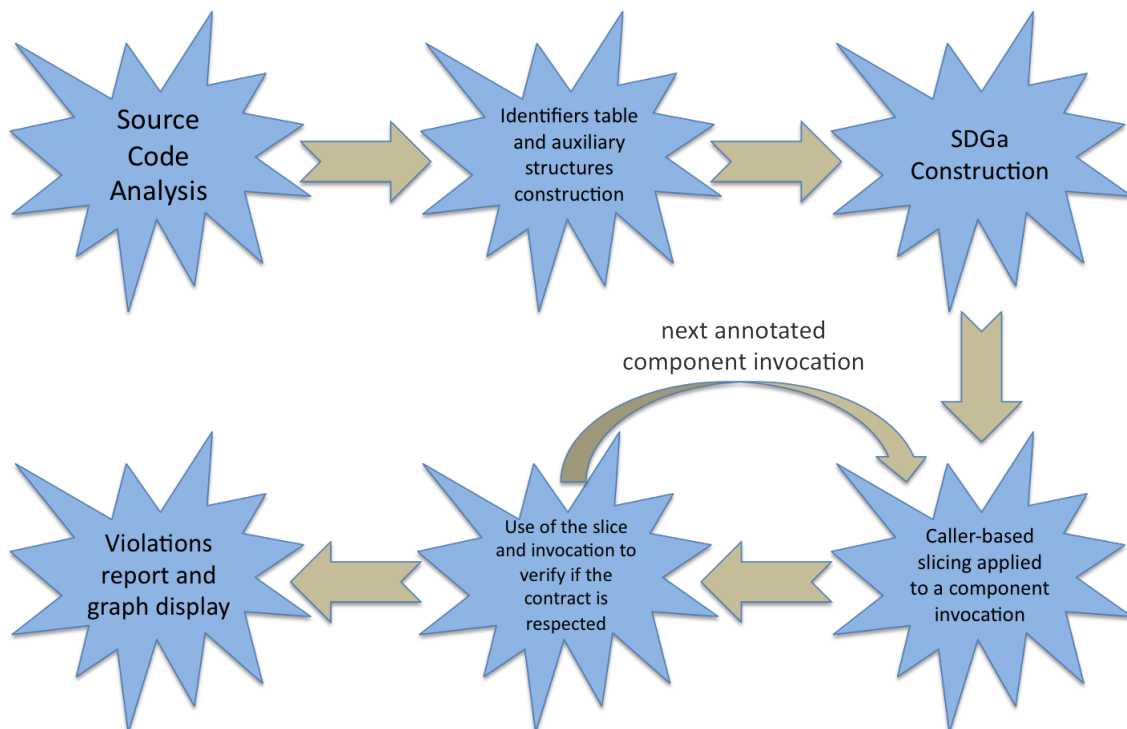 Source
Code
Analysis
Identifiers table
and auxiliary
structures
construction
SDGa
Construction
next annotated
component invocation
Violations
report and
graph display
Use of the slice
and invocation to
verify if the
contract is
respected
Caller-based
slicing applied
to a component
invocation